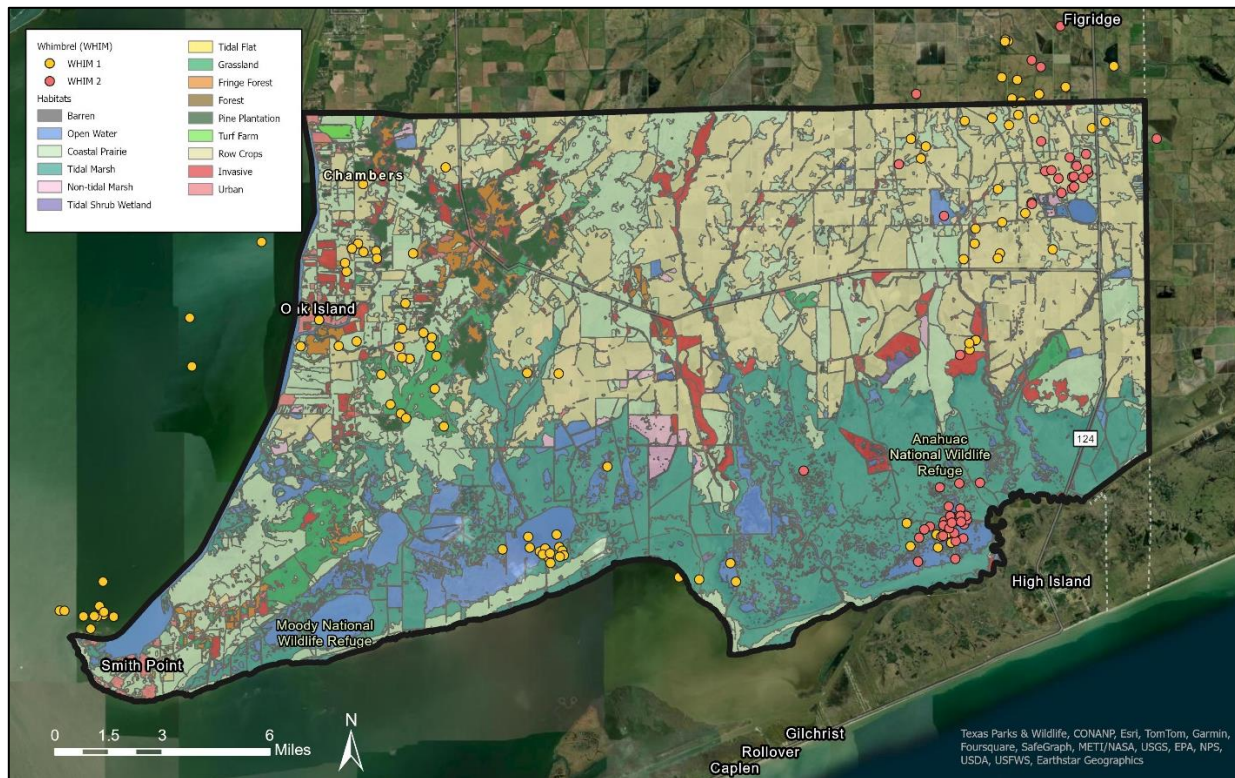 Whimbrel (WHIM)
WHIM 1
WHIM 2
Habitats
Barren
Open Water
Coastal Prairie
Tidal Marsh
Non-tidal Marsh
Tidal Shrub Wetland
Tidal Flat
Grassland
Fringe Forest
Forest
Pine Plantation
Turf Farm
Row Crops
Invasive
Urban
Figridge
Chambers
Oak Island
Anahuac
National Wildlife
Refuge
124
High Island
Moody National
Wildlife Refuge
Smith Point
Gilchrist
Rollover
Caplen
0 1.5 3 6
Miles
N
Texas Parks & Wildlife, CONANP, Esri, TomTom, Garmin,
Foursquare, SafeGraph, METI/NASA, USGS, EPA, NPS,
USDA, USFWS, Earthstar Geographics